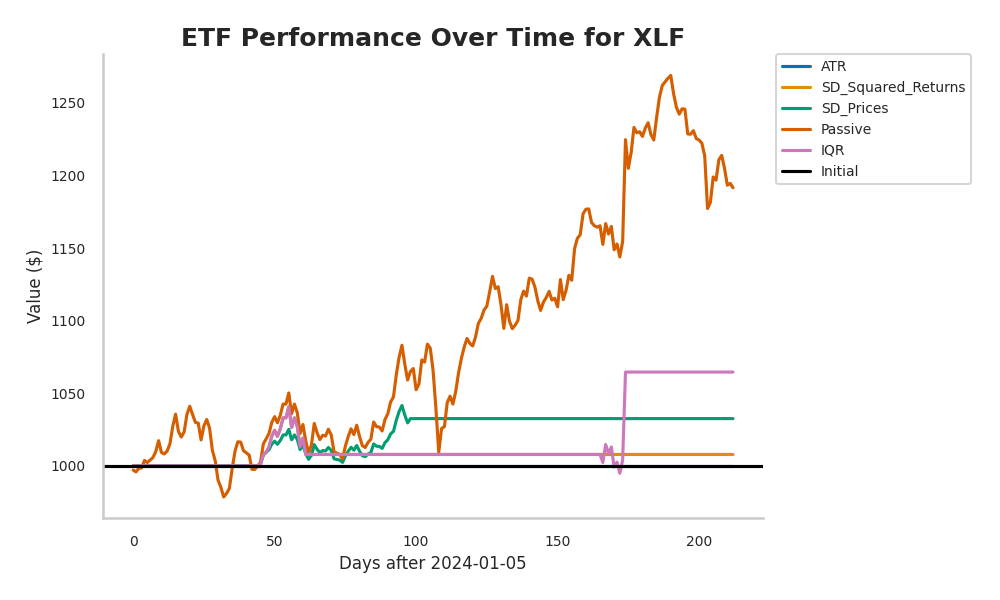 ETF Performance Over Time for XLF
ATR
SD_Squared_Returns
SD_Prices
Passive
IQR
Initial
Value ($)
1250
1200
1150
1100
1050
1000
0 50 100 150 200
Days after 2024-01-05